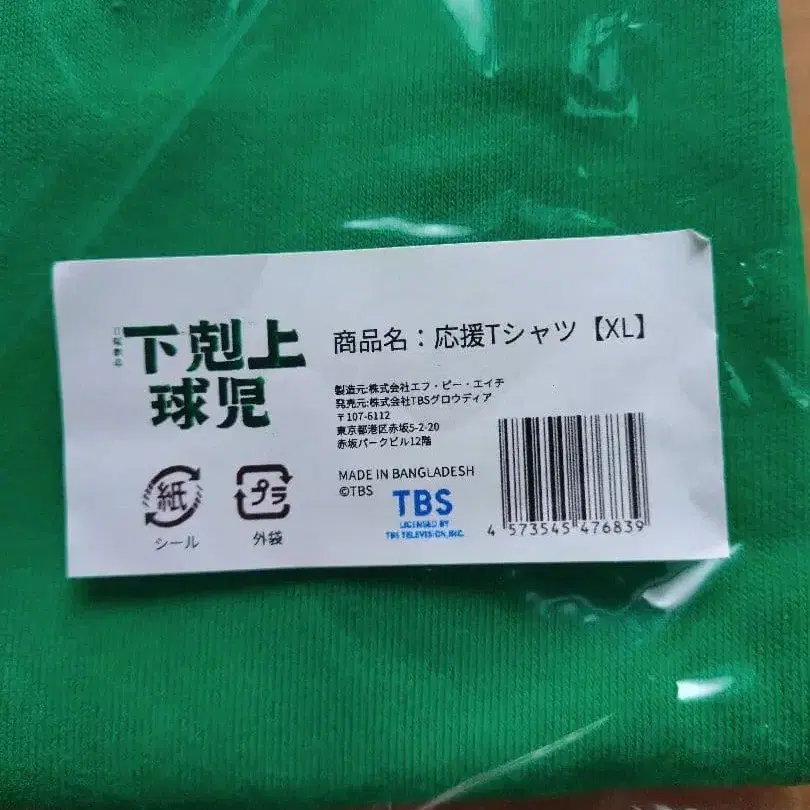 日曜劇場
下剋上
球児
商品名：応援Tシャツ【XL】
製造元:株式会社エフ・ピー・エイチ
発売元:株式会社TBSグロウディア
〒107-6112
東京都港区赤坂5-2-20
赤坂パークビル12階
MADE IN BANGLADESH
©TBS
TBS
LICENSED BY
TBS TELEVISION, INC.
4 573545 476839
紙
シール
プラ
外袋